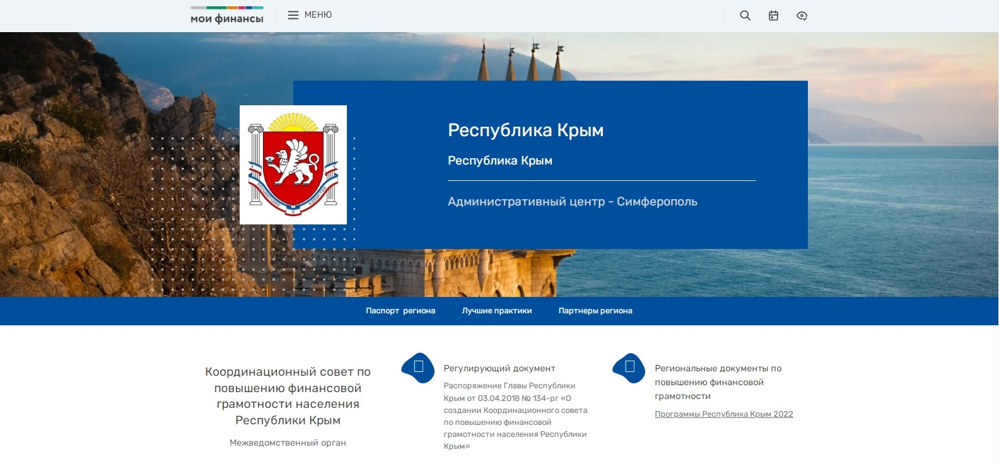 мои финансы
МЕНЮ
Республика Крым
Республика Крым
Административный центр - Симферополь
ПРОЦВЕТАНИЕ В ЕДИНСТВЕ
Паспорт региона
Лучшие практики
Партнеры региона
Координационный совет по
повышению финансовой
грамотности населения
Республики Крым
Межведомственный орган
Регулирующий документ
Распоряжение Главы Республики
Крым от 03.04.2018 № 134-рг «О
создании Координационного совета
по повышению финансовой
грамотности населения Республики
Крым»
Региональные документы по
повышению финансовой
грамотности
Программы Республика Крым 2022